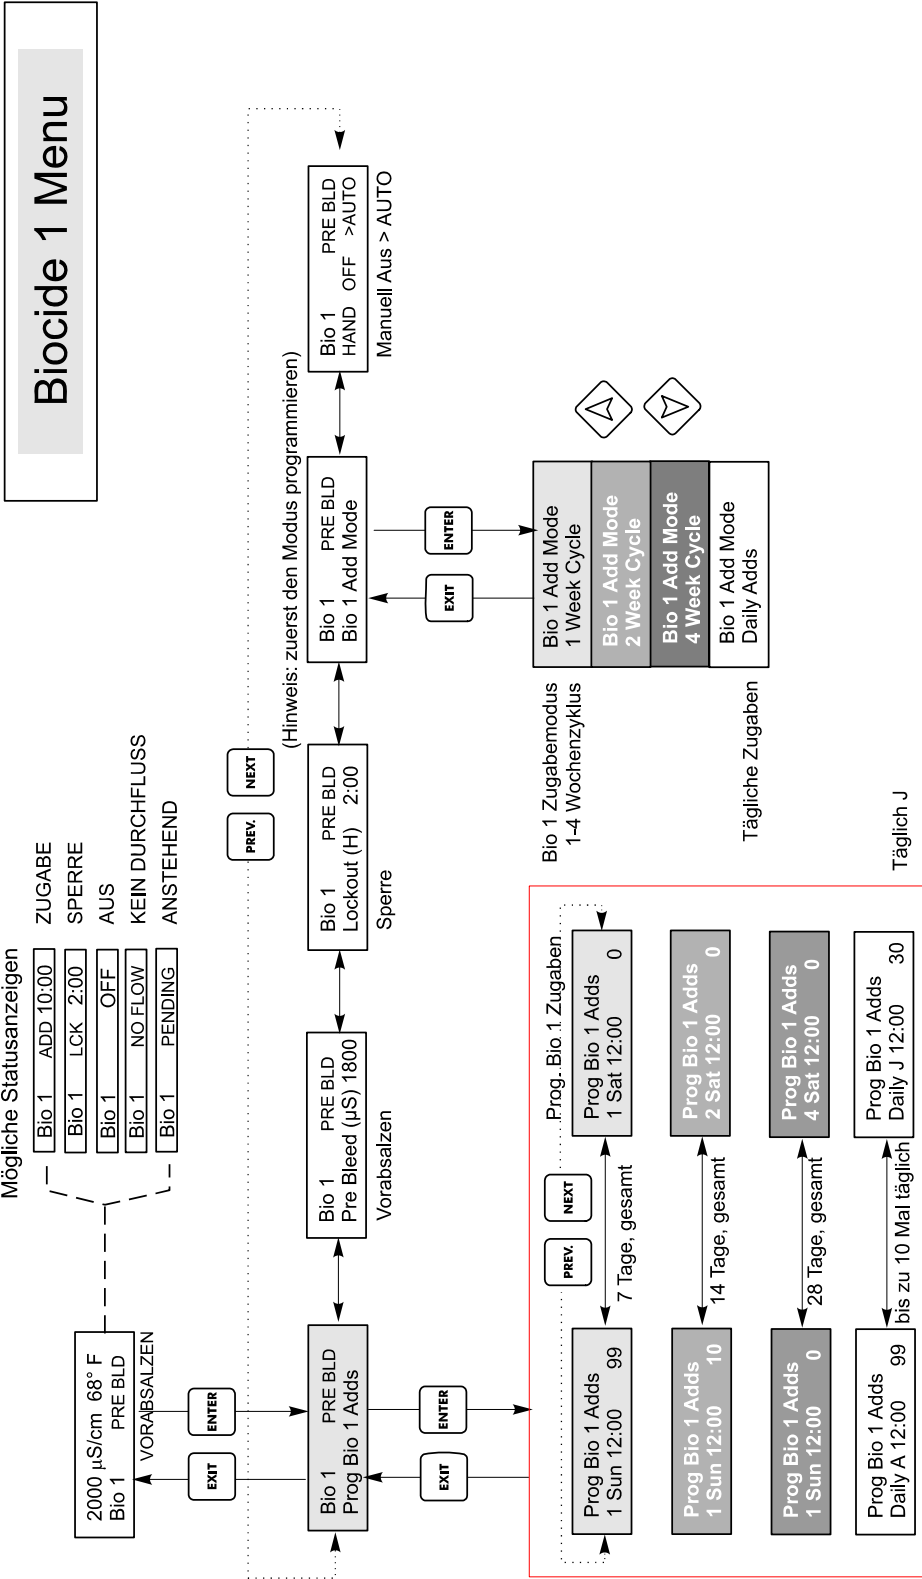 Biocide 1 Menu
Mögliche Statusanzeigen
2000 µS/cm 68° F
Bio 1 PRE BLD
VORABSALZEN
Bio 1 ADD 10:00
ZUGABE
Bio 1 LCK 2:00
SPERRE
Bio 1 OFF
AUS
Bio 1 NO FLOW
KEIN DURCHFLUSS
Bio 1 PENDING
ANSTEHEND
EXIT
ENTER
PREV.
NEXT
(Hinweis: zuerst den Modus programmieren)
Bio 1 PRE BLD
Prog Bio 1 Adds
Bio 1 PRE BLD
Pre Bleed (µS) 1800
Vorabsalzen
Bio 1 PRE BLD
Lockout (H) 2:00
Sperre
Bio 1 PRE BLD
Bio 1 Add Mode
Bio 1 PRE BLD
HAND OFF >AUTO
Manuell Aus > AUTO
EXIT
ENTER
EXIT
ENTER
Bio 1 Zugabemodus
1-4 Wochenzyklus
Bio 1 Add Mode
1 Week Cycle
Bio 1 Add Mode
2 Week Cycle
Bio 1 Add Mode
4 Week Cycle
Tägliche Zugaben
Bio 1 Add Mode
Daily Adds
Prog. Bio 1 Zugaben
PREV.
NEXT
Prog Bio 1 Adds
1 Sun 12:00 99
7 Tage, gesamt
Prog Bio 1 Adds
1 Sat 12:00 0
Prog Bio 1 Adds
1 Sun 12:00 10
14 Tage, gesamt
Prog Bio 1 Adds
2 Sat 12:00 0
Prog Bio 1 Adds
1 Sun 12:00 0
28 Tage, gesamt
Prog Bio 1 Adds
4 Sat 12:00 0
Prog Bio 1 Adds
Daily A 12:00 99
bis zu 10 Mal täglich
Prog Bio 1 Adds
Daily J 12:00 30
Täglich J